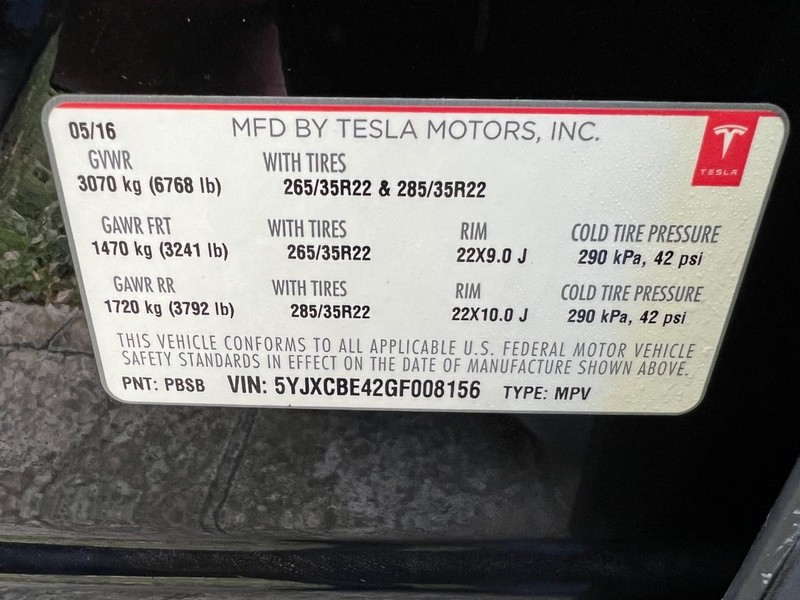 05/16 MFD BY TESLA MOTORS, INC.
TESLA
GVWR WITH TIRES
3070 kg (6768 lb) 265/35R22 & 285/35R22
GAWR FRT WITH TIRES RIM COLD TIRE PRESSURE
1470 kg (3241 lb) 265/35R22 22X9.0 J 290 kPa, 42 psi
GAWR RR WITH TIRES RIM COLD TIRE PRESSURE
1720 kg (3792 lb) 285/35R22 22X10.0 J 290 kPa, 42 psi
THIS VEHICLE CONFORMS TO ALL APPLICABLE U.S. FEDERAL MOTOR VEHICLE
SAFETY STANDARDS IN EFFECT ON THE DATE OF MANUFACTURE SHOWN ABOVE.
PNT: PBSB VIN: 5YJXCBE42GF008156 TYPE: MPV